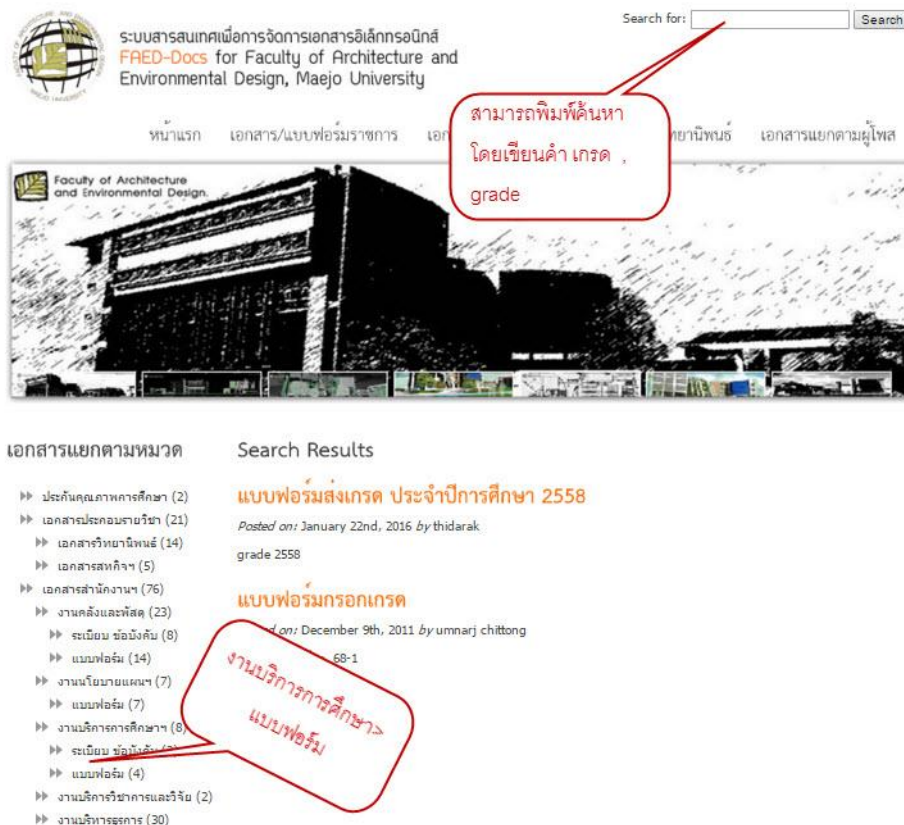 ระบบสารสนเทศเพื่อการจัดการเอกสารอิเล็กทรอนิกส์
FAED-Docs for Faculty of Architecture and
Environmental Design, Maejo University
Search for:
Search
สามารถพิมพ์ค้นหา
โดยเขียนคำ เกรด ,
grade
หน้าแรก เอกสาร/แบบฟอร์มราชการ เอกสารแยกตามผู้โพส
Faculty of Architecture
and Environmental Design.
เอกสารแยกตามหมวด
ประกันคุณภาพการศึกษา (2)
เอกสารประกอบรายวิชา (21)
เอกสารวิทยานิพนธ์ (14)
เอกสารสหกิจฯ (5)
เอกสารสำนักงานฯ (76)
งานคลังและพัสดุ (23)
ระเบียบ ข้อบังคับ (8)
แบบฟอร์ม (14)
งานนโยบายแผนฯ (7)
แบบฟอร์ม (7)
งานบริการการศึกษาฯ (8)
ระเบียบ ข้อบังคับ
แบบฟอร์ม (4)
งานบริการวิชาการและวิจัย (2)
งานบริหารธุรการ (30)
Search Results
แบบฟอร์มส่งเกรด ประจำปีการศึกษา 2558
Posted on: January 22nd, 2016 by thidarak
grade 2558
แบบฟอร์มกรอกเกรด
on: December 9th, 2011 by umnarj chittong
68-1
งานบริการการศึกษา>
แบบฟอร์ม